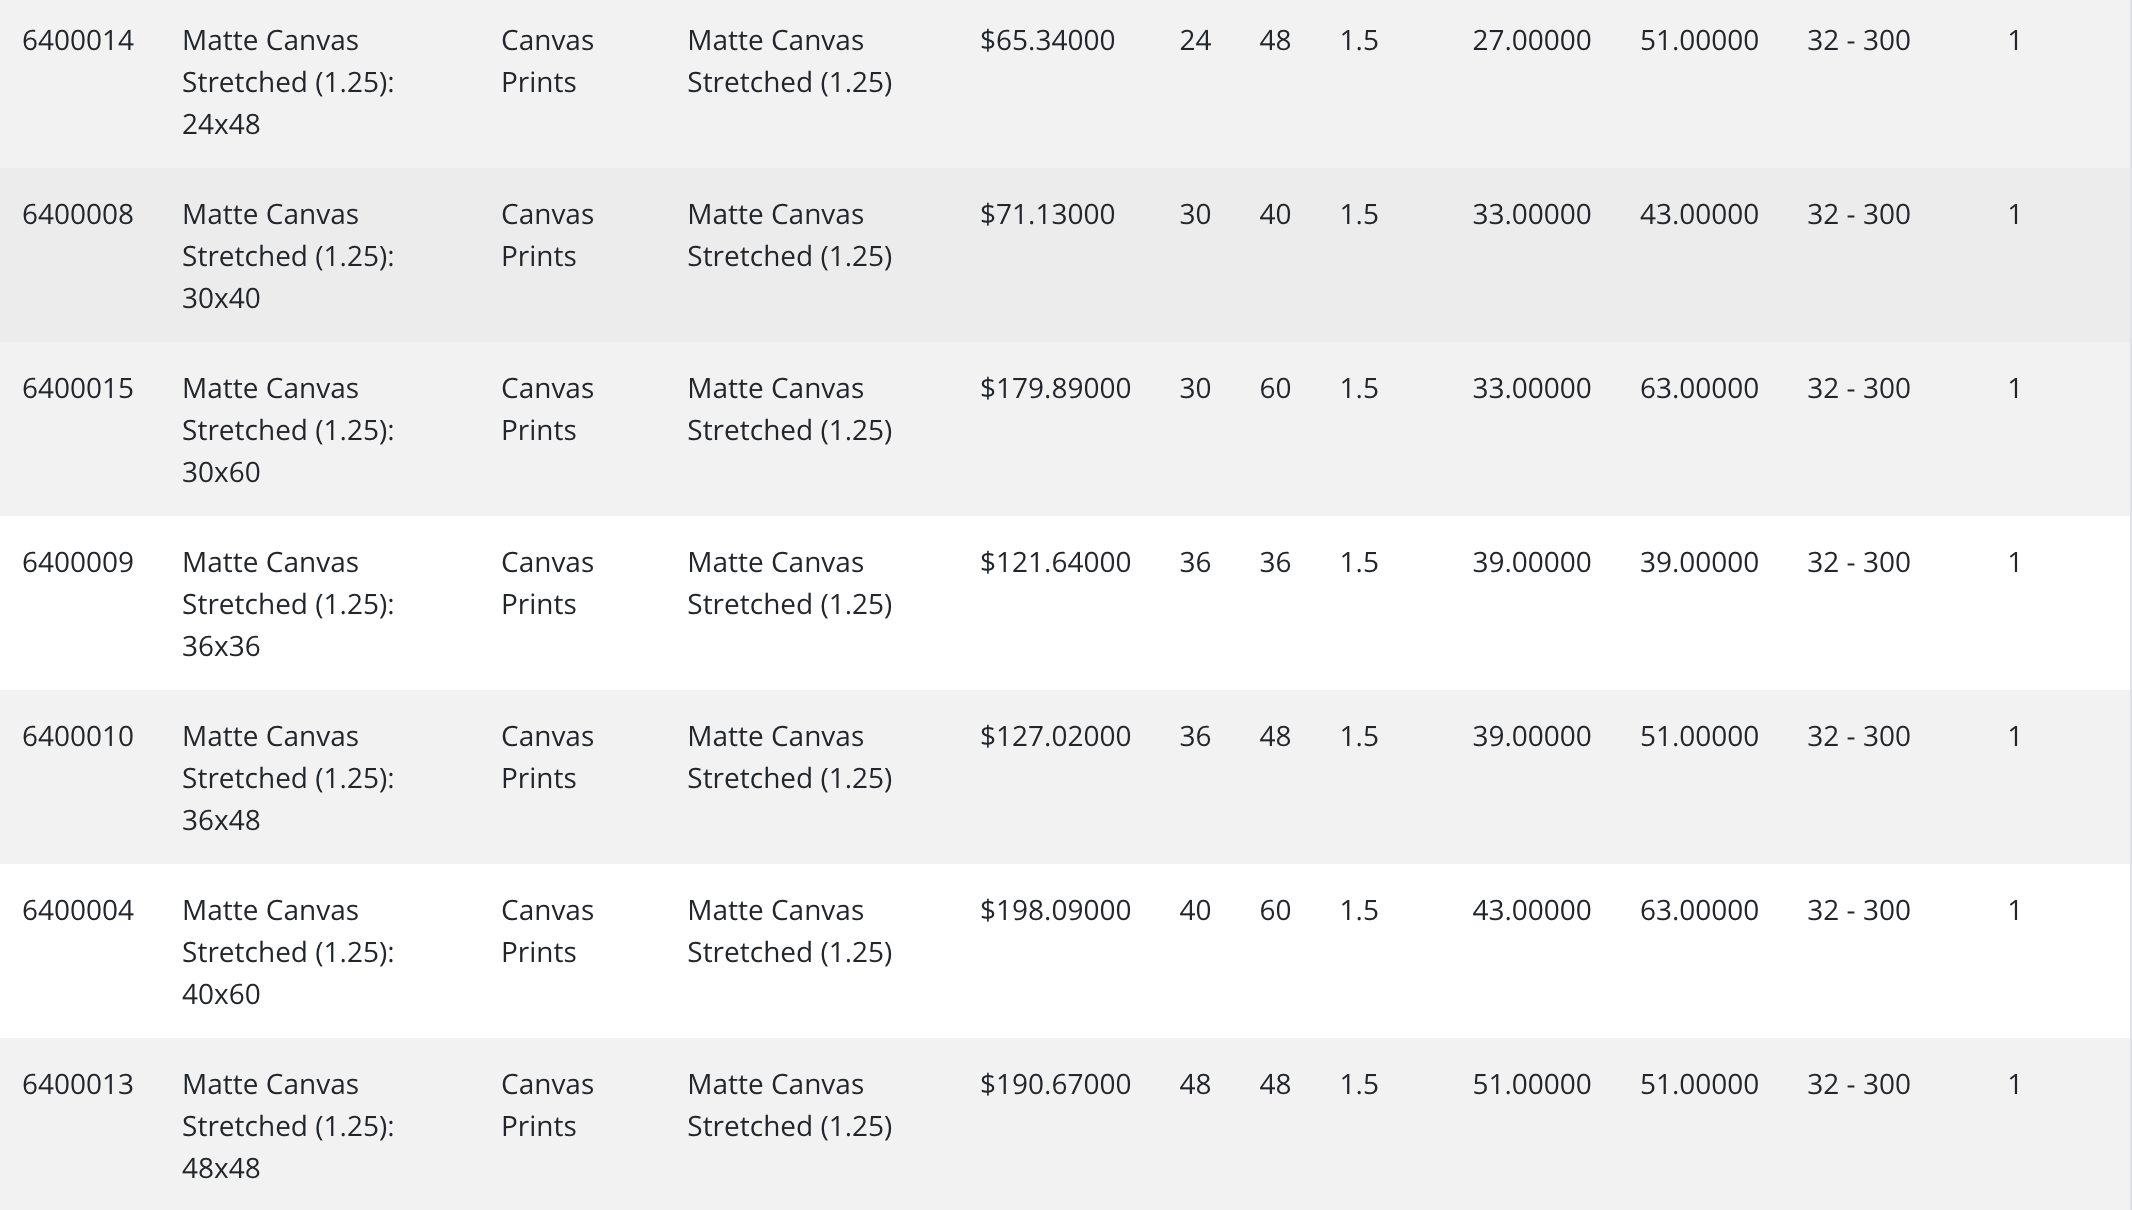 6400014 Matte Canvas Canvas Matte Canvas $65.34000 24 48 1.5 27.00000 51.00000 32 - 300 1
Stretched (1.25): Prints Stretched (1.25)
24x48
6400008 Matte Canvas Canvas Matte Canvas $71.13000 30 40 1.5 33.00000 43.00000 32 - 300 1
Stretched (1.25): Prints Stretched (1.25)
30x40
6400015 Matte Canvas Canvas Matte Canvas $179.89000 30 60 1.5 33.00000 63.00000 32 - 300 1
Stretched (1.25): Prints Stretched (1.25)
30x60
6400009 Matte Canvas Canvas Matte Canvas $121.64000 36 36 1.5 39.00000 39.00000 32 - 300 1
Stretched (1.25): Prints Stretched (1.25)
36x36
6400010 Matte Canvas Canvas Matte Canvas $127.02000 36 48 1.5 39.00000 51.00000 32 - 300 1
Stretched (1.25): Prints Stretched (1.25)
36x48
6400004 Matte Canvas Canvas Matte Canvas $198.09000 40 60 1.5 43.00000 63.00000 32 - 300 1
Stretched (1.25): Prints Stretched (1.25)
40x60
6400013 Matte Canvas Canvas Matte Canvas $190.67000 48 48 1.5 51.00000 51.00000 32 - 300 1
Stretched (1.25): Prints Stretched (1.25)
48x48